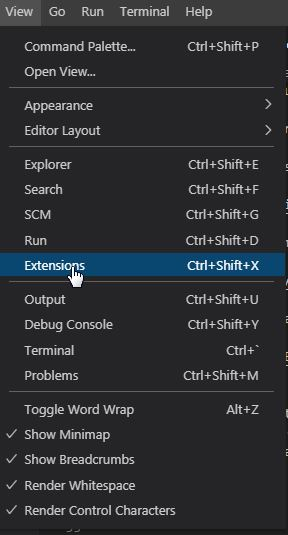 View Go Run Terminal Help
Command Palette... Ctrl+Shift+P
Open View...
Appearance
Editor Layout
Explorer Ctrl+Shift+E
Search Ctrl+Shift+F
SCM Ctrl+Shift+G
Run Ctrl+Shift+D
Extensions Ctrl+Shift+X
Output Ctrl+Shift+U
Debug Console Ctrl+Shift+Y
Terminal Ctrl+`
Problems Ctrl+Shift+M
Toggle Word Wrap Alt+Z
Show Minimap
Show Breadcrumbs
Render Whitespace
Render Control Characters